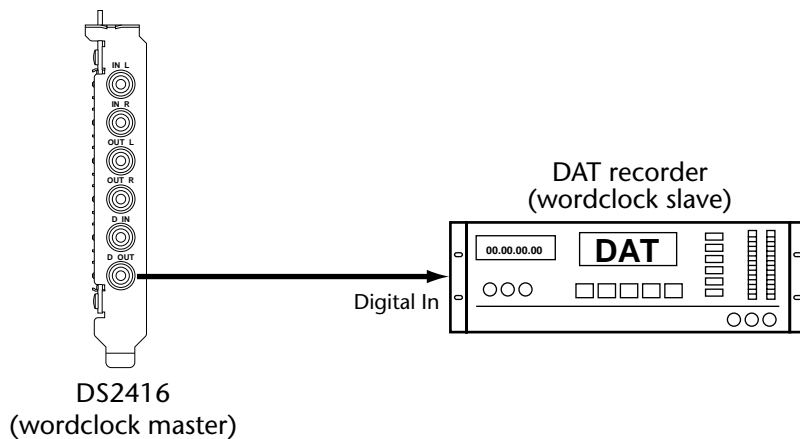 IN L
IN R
OUT L
OUT R
D IN
D OUT
DS2416
(wordclock master)
Digital In
DAT recorder
(wordclock slave)
00.00.00.00
DAT